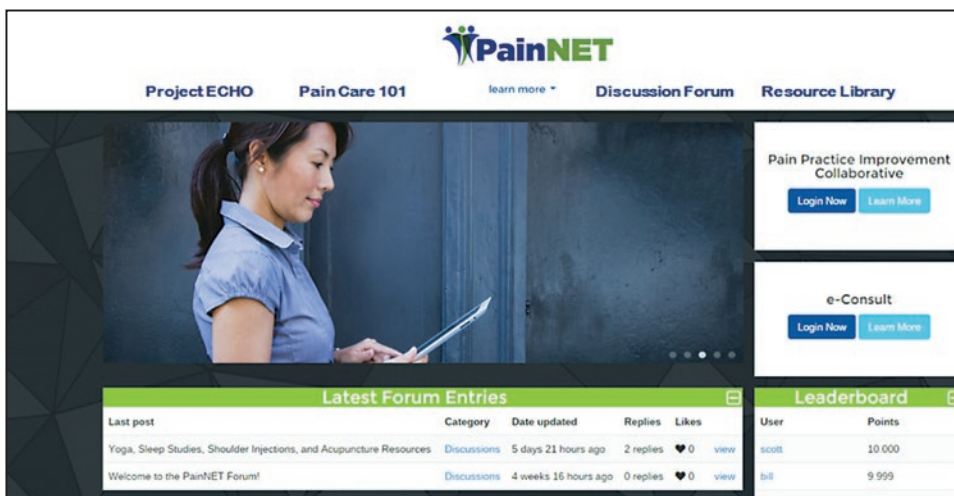 PainNET
Project ECHO Pain Care 101 learn more Discussion Forum Resource Library
Pain Practice Improvement
Collaborative
Login Now Learn More
e-Consult
Login Now Learn More
Latest Forum Entries
Last post Category Date updated Replies Likes
Yoga, Sleep Studies, Shoulder Injections, and Acupuncture Resources Discussions 5 days 21 hours ago 2 replies 0 view
Welcome to the PainNET Forum! Discussions 4 weeks 16 hours ago 0 replies 0 view
Leaderboard
User Points
scott 10.000
bill 9.999